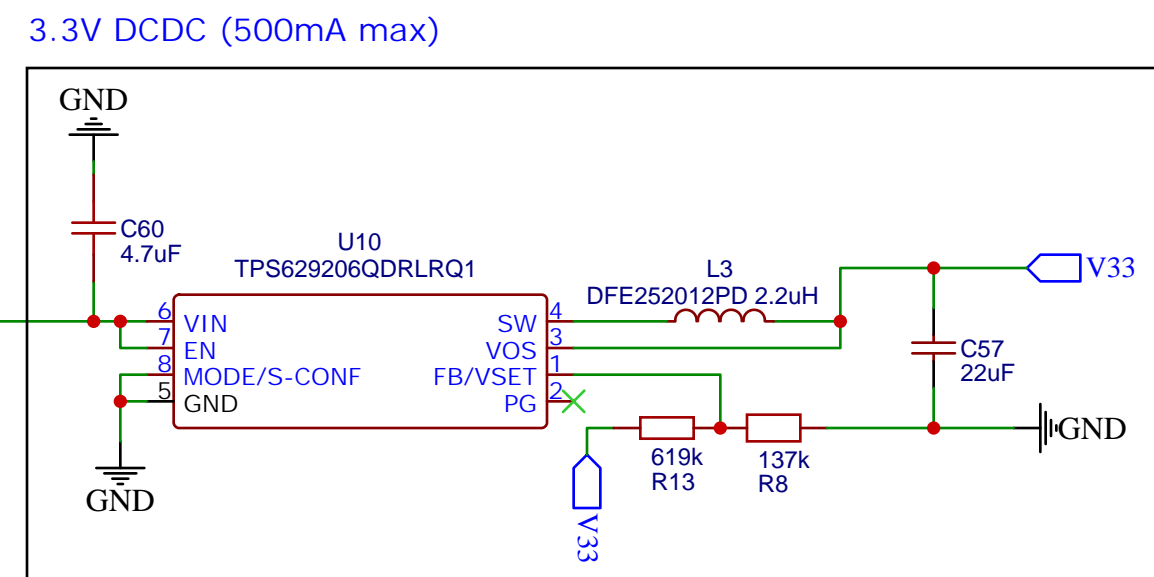 3.3V DCDC (500mA max)
GND
C60
4.7uF
U10
TPS629206QDRLRQ1
6
VIN
7
EN
8
MODE/S-CONF
5
GND
SW
4
VOS
3
FB/VSET
1
PG
2
GND
L3
DFE252012PD 2.2uH
V33
C57
22uF
GND
619k
R13
137k
R8
V33